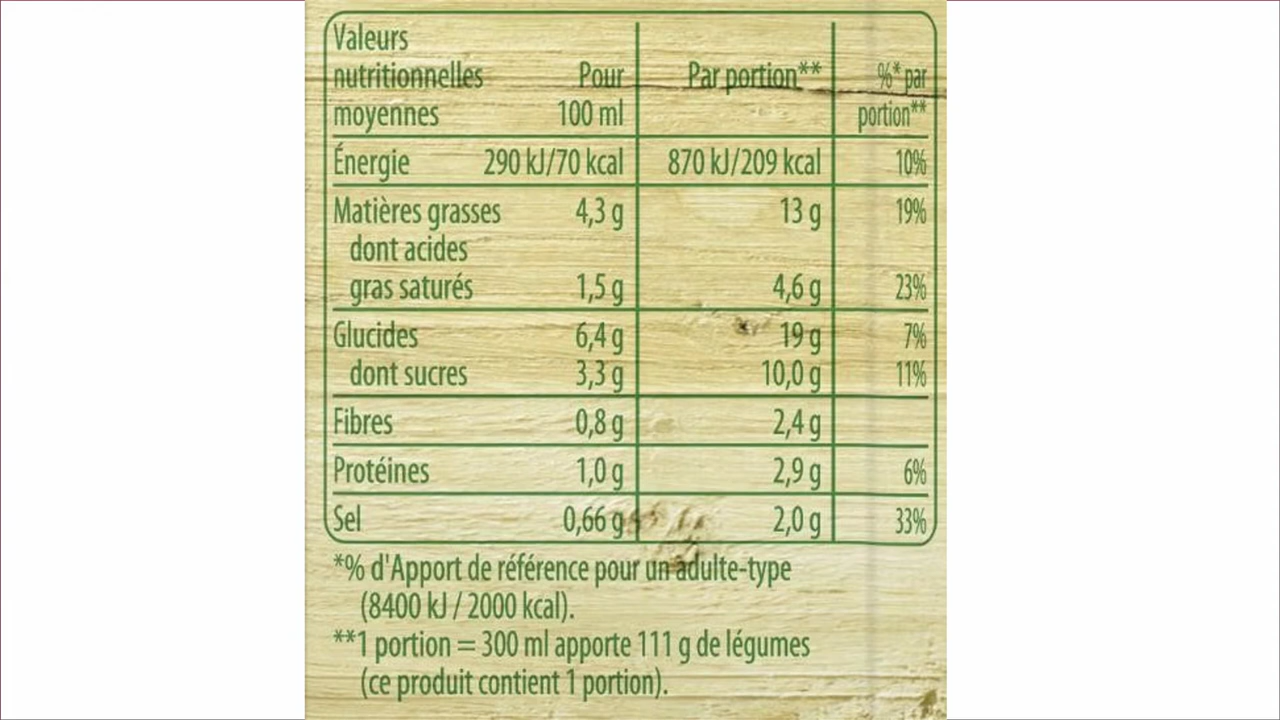 Valeurs
nutritionnelles Pour Par portion** %* par
moyennes 100 ml portion**
Énergie 290 kJ/70 kcal 870 kJ/209 kcal 10%
Matières grasses 4,3 g 13 g 19%
dont acides
gras saturés 1,5 g 4,6 g 23%
Glucides 6,4 g 19 g 7%
dont sucres 3,3 g 10,0 g 11%
Fibres 0,8 g 2,4 g
Protéines 1,0 g 2,9 g 6%
Sel 0,66 g 2,0 g 33%
*% d'Apport de référence pour un adulte-type
(8400 kJ / 2000 kcal).
**1 portion = 300 ml apporte 111 g de légumes
(ce produit contient 1 portion).